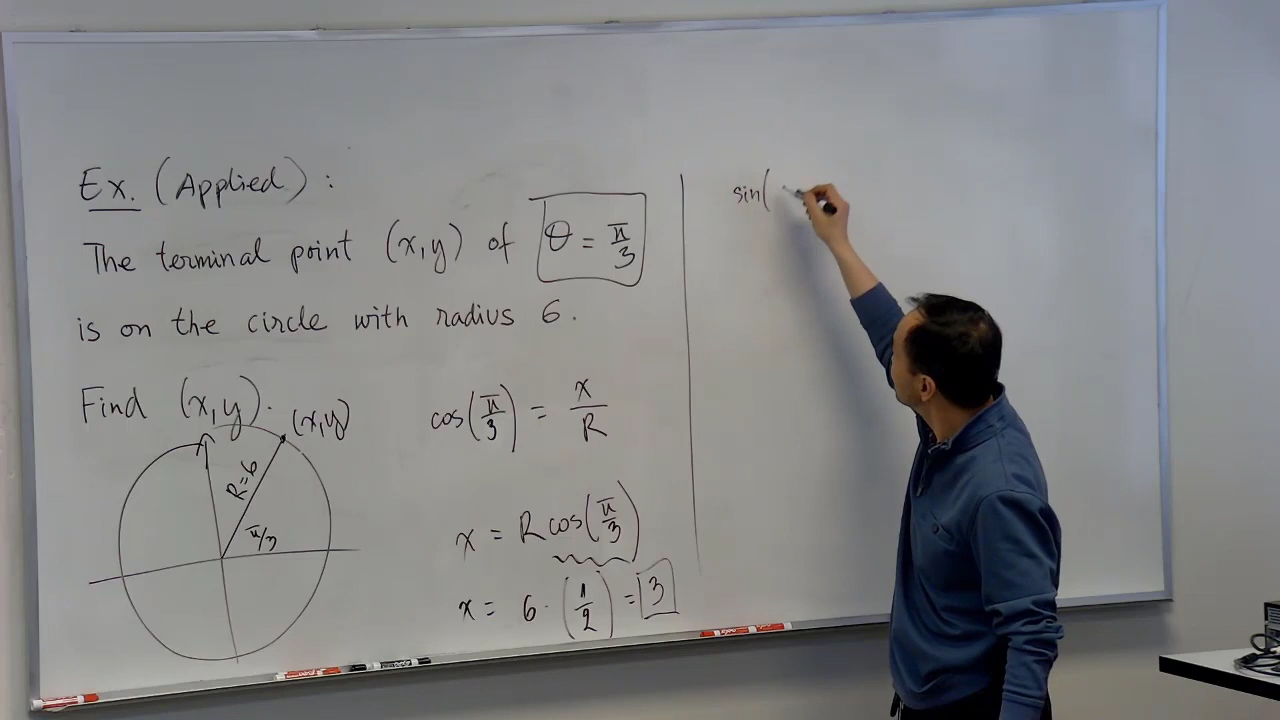 Ex. (Applied):
The terminal point (x,y) of θ = π/3
is on the circle with radius 6.
Find (x,y).
(x,y)
R=6
π/3
cos(π/3) = x/R
x = R cos(π/3)
x = 6 · (1/2) = 3
sin(